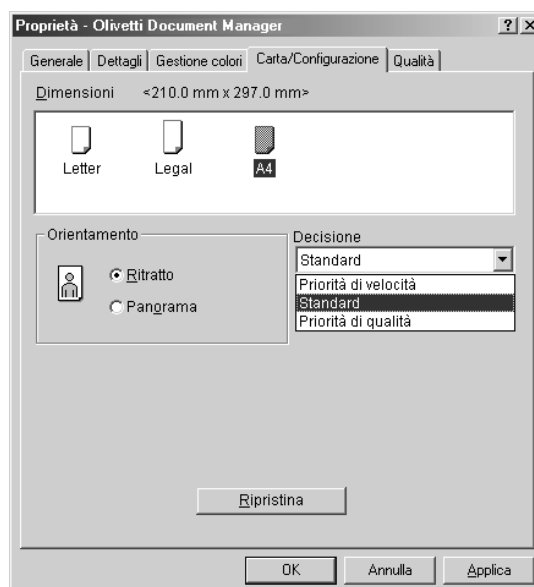 Proprietà - Olivetti Document Manager
Generale Dettagli Gestione colori Carta/Configurazione Qualità
Dimensioni <210.0 mm x 297.0 mm>
Letter Legal A4
Orientamento
Ritratto
Panorama
Decisione
Standard
Priorità di velocità
Standard
Priorità di qualità
Ripristina
OK Annulla Applica